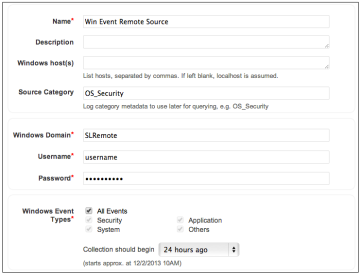 Name* Win Event Remote Source
Description
Windows host(s)
List hosts, separated by commas. If left blank, localhost is assumed.
Source Category OS_Security
Log category metadata to use later for querying, e.g. OS_Security
Windows Domain* SLRemote
Username* username
Password* ••••••••••
Windows Event Types* All Events
Security Application
System Others
Collection should begin 24 hours ago
(starts approx. at 12/2/2013 10AM)